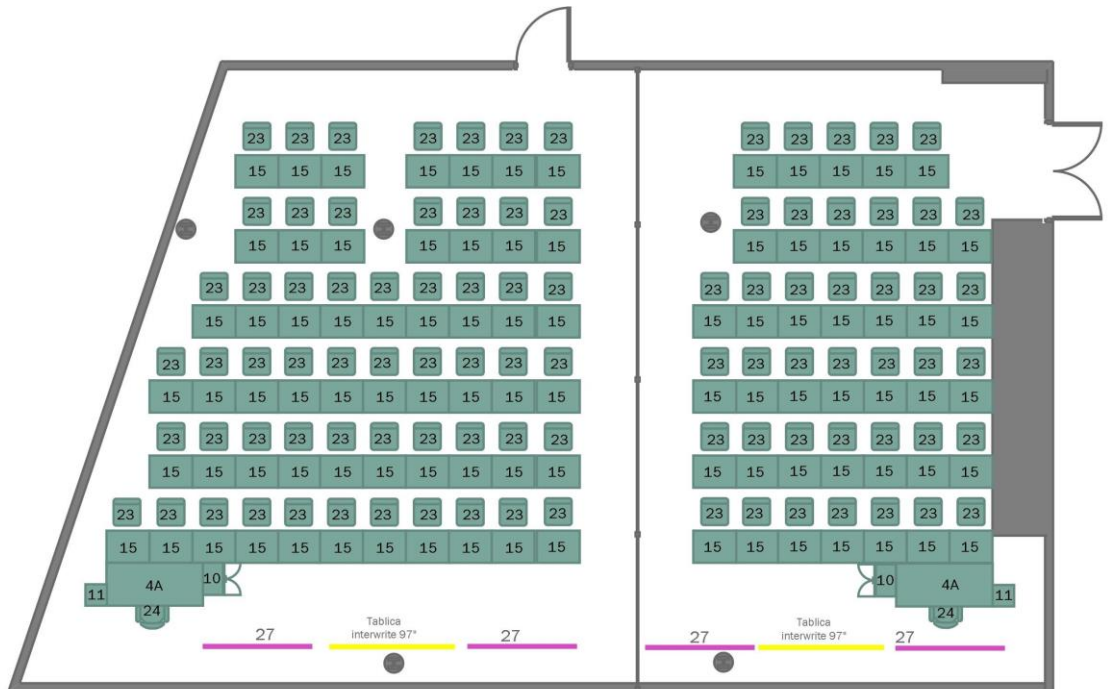 23 23 23 23 23 23 23 23 23 23 23 23
15 15 15 15 15 15 15 15 15 15 15 15
23 23 23 23 23 23 23 23 23 23 23 23 23
15 15 15 15 15 15 15 15 15 15 15 15 15
23 23 23 23 23 23 23 23 23 23 23 23 23 23 23 23
15 15 15 15 15 15 15 15 15 15 15 15 15 15 15 15
23 23 23 23 23 23 23 23 23 23 23 23 23 23 23 23 23
15 15 15 15 15 15 15 15 15 15 15 15 15 15 15 15 15
23 23 23 23 23 23 23 23 23 23 23 23 23 23 23 23 23
15 15 15 15 15 15 15 15 15 15 15 15 15 15 15 15 15
23 23 23 23 23 23 23 23 23 23 23 23 23 23 23 23 23 23
15 15 15 15 15 15 15 15 15 15 15 15 15 15 15 15 15 15
4A 10 10 4A
11 11
24 24
Tablica Tablica
27 interwrite 97" 27 27 interwrite 97" 27